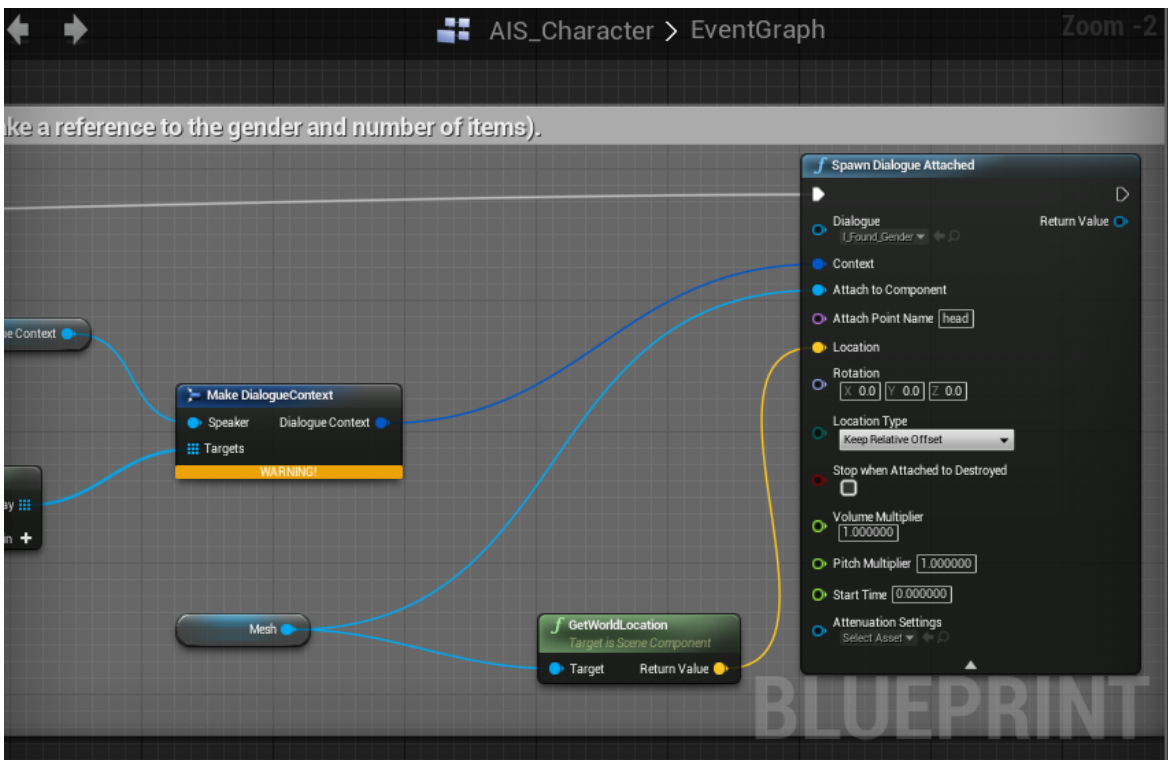 AIS_Character > EventGraph
Zoom -2
ke a reference to the gender and number of items).
Spawn Dialogue Attached
Dialogue
I_Found_Gender
Return Value
Context
Attach to Component
Attach Point Name head
Location
Rotation
X 0.0 Y 0.0 Z 0.0
Location Type
Keep Relative Offset
Stop when Attached to Destroyed
Volume Multiplier
1.000000
Pitch Multiplier 1.000000
Start Time 0.000000
Attenuation Settings
Select Asset
Context
Make DialogueContext
Speaker Dialogue Context
Targets
WARNING!
ay
n +
Mesh
GetWorldLocation
Target is Scene Component
Target Return Value
BLUEPRINT